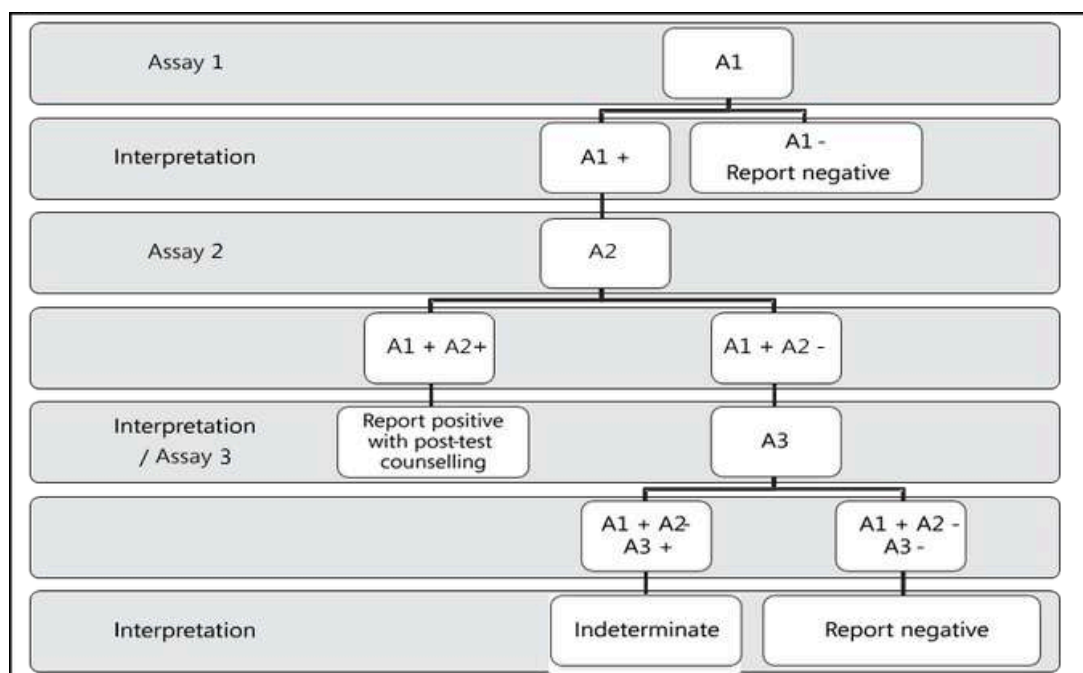 Assay 1
A1
Interpretation
A1 +
A1 -
Report negative
Assay 2
A2
A1 + A2+
A1 + A2 -
Interpretation
/ Assay 3
Report positive
with post-test
counselling
A3
A1 + A2-
A3 +
A1 + A2 -
A3 -
Interpretation
Indeterminate
Report negative